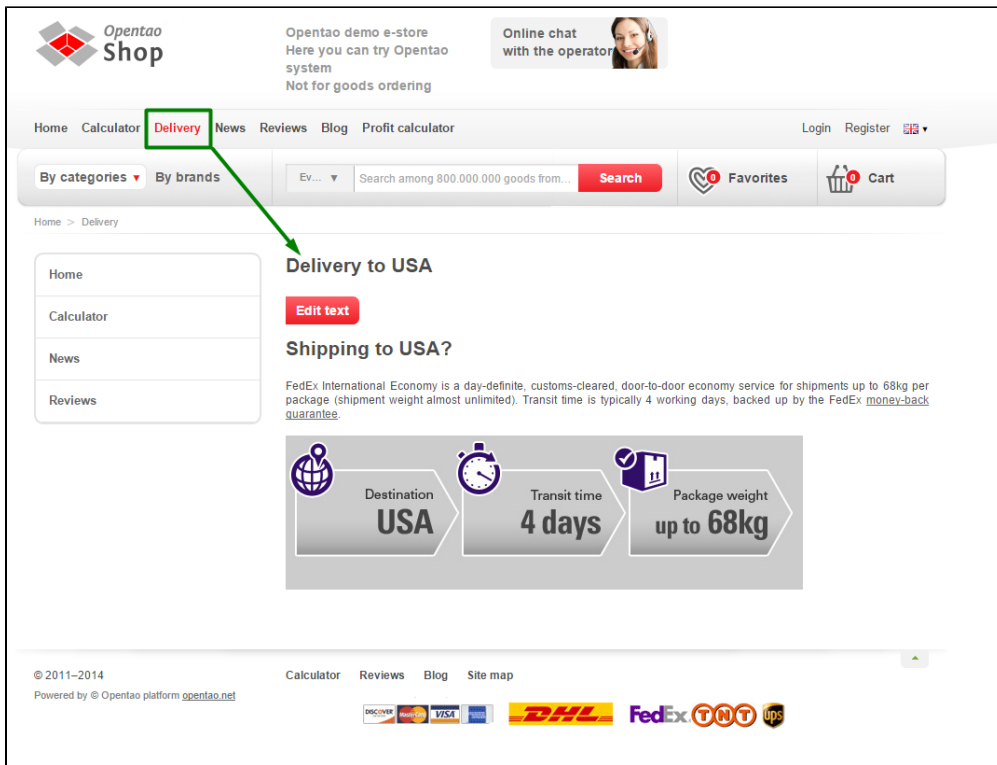 Opentao
Shop
Opentao demo e-store
Here you can try Opentao
system
Not for goods ordering
Online chat
with the operator
Home Calculator Delivery News Reviews Blog Profit calculator
Login Register
By categories By brands
Ev... Search among 800.000.000 goods from... Search
0 Favorites
0 Cart
Home > Delivery
Home
Calculator
News
Reviews
Delivery to USA
Edit text
Shipping to USA?
FedEx International Economy is a day-definite, customs-cleared, door-to-door economy service for shipments up to 68kg per
package (shipment weight almost unlimited). Transit time is typically 4 working days, backed up by the FedEx money-back
guarantee.
Destination
USA
Transit time
4 days
Package weight
up to 68kg
© 2011–2014
Powered by © Opentao platform opentao.net
Calculator Reviews Blog Site map
DISCOVER MasterCard VISA DHL FedEx TNT ups